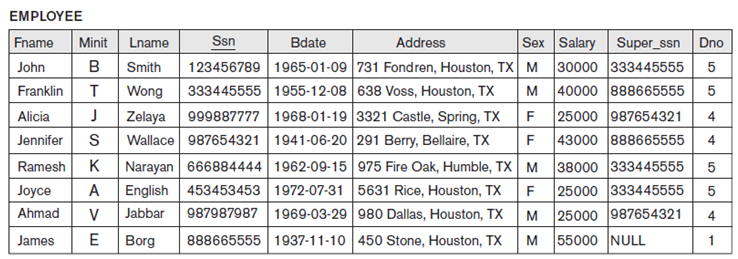 EMPLOYEE
Fname Minit Lname Ssn Bdate Address Sex Salary Super_ssn Dno
John B Smith 123456789 1965-01-09 731 Fondren, Houston, TX M 30000 333445555 5
Franklin T Wong 333445555 1955-12-08 638 Voss, Houston, TX M 40000 888665555 5
Alicia J Zelaya 999887777 1968-01-19 3321 Castle, Spring, TX F 25000 987654321 4
Jennifer S Wallace 987654321 1941-06-20 291 Berry, Bellaire, TX F 43000 888665555 4
Ramesh K Narayan 666884444 1962-09-15 975 Fire Oak, Humble, TX M 38000 333445555 5
Joyce A English 453453453 1972-07-31 5631 Rice, Houston, TX F 25000 333445555 5
Ahmad V Jabbar 987987987 1969-03-29 980 Dallas, Houston, TX M 25000 987654321 4
James E Borg 888665555 1937-11-10 450 Stone, Houston, TX M 55000 NULL 1